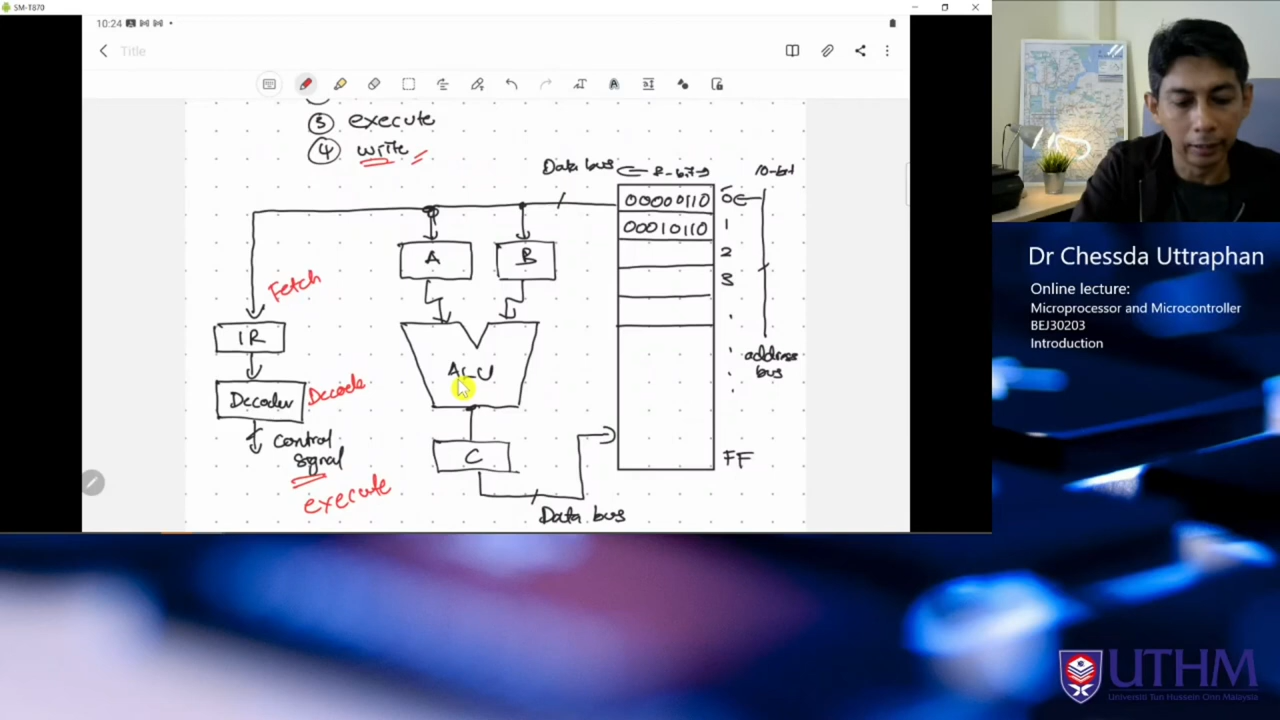 SM-T870
10:24
Title
③ execute
④ write
Data bus
8-bits
10-bit
00000110 0
00010110 1
2
3
A
B
Fetch
IR
ALU
address
bus
Decoder
Decode
control
signal
execute
C
FF
Data bus
Dr Chessda Uttraphan
Online lecture:
Microprocessor and Microcontroller
BEJ30203
Introduction
UTHM
Universiti Tun Hussein Onn Malaysia